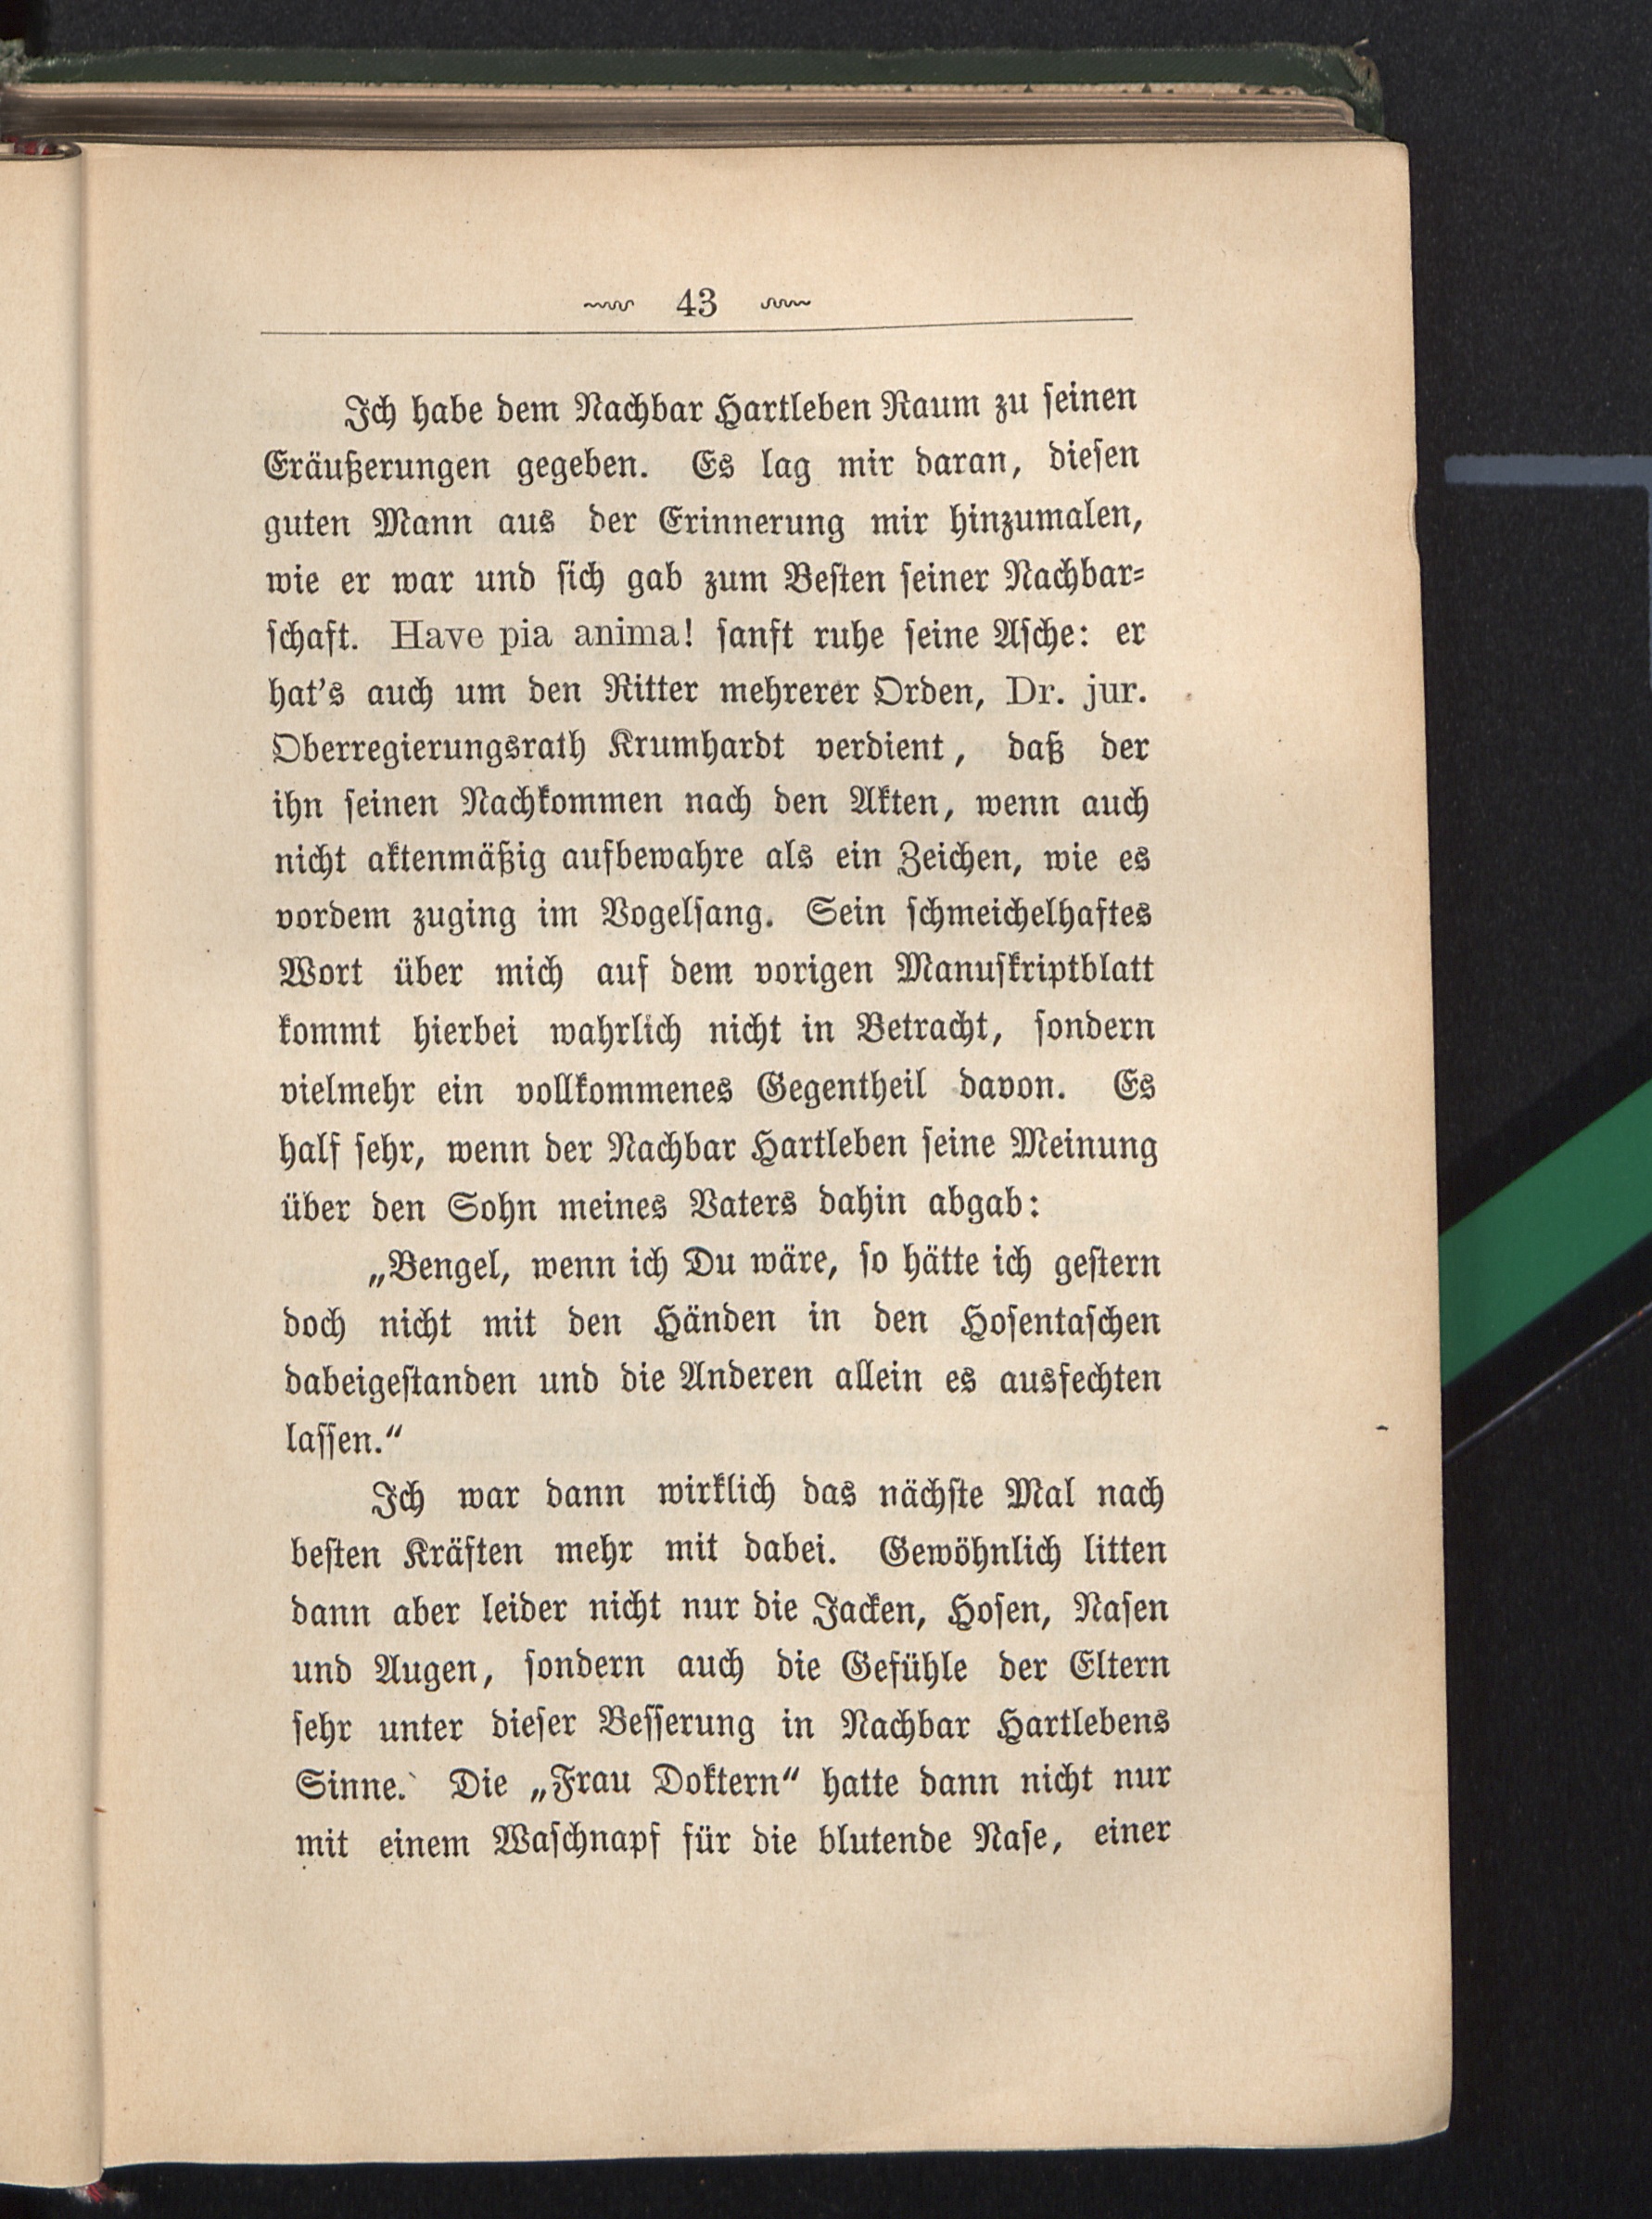 43
Ich habe dem Nachbar Hartleben Raum zu seinen
Eräußerungen gegeben. Es lag mir daran, diesen
guten Mann aus der Erinnerung mir hinzumalen,
wie er war und sich gab zum Besten seiner Nachbar-
schaft. Have pia anima! sanft ruhe seine Asche: er
hat's auch um den Ritter mehrerer Orden, Dr. jur.
Oberregierungsrath Krumhardt verdient, daß der
ihn seinen Nachkommen nach den Akten, wenn auch
nicht aktenmäßig aufbewahre als ein Zeichen, wie es
vordem zuging im Vogelsang. Sein schmeichelhaftes
Wort über mich auf dem vorigen Manuskriptblatt
kommt hierbei wahrlich nicht in Betracht, sondern
vielmehr ein vollkommenes Gegentheil davon. Es
half sehr, wenn der Nachbar Hartleben seine Meinung
über den Sohn meines Vaters dahin abgab:
„Bengel, wenn ich Du wäre, so hätte ich gestern
doch nicht mit den Händen in den Hosentaschen
dabeigestanden und die Anderen allein es ausfechten
lassen.“
Ich war dann wirklich das nächste Mal nach
besten Kräften mehr mit dabei. Gewöhnlich litten
dann aber leider nicht nur die Jacken, Hosen, Nasen
und Augen, sondern auch die Gefühle der Eltern
sehr unter dieser Besserung in Nachbar Hartlebens
Sinne. Die „Frau Doktern“ hatte dann nicht nur
mit einem Waschnapf für die blutende Nase, einer